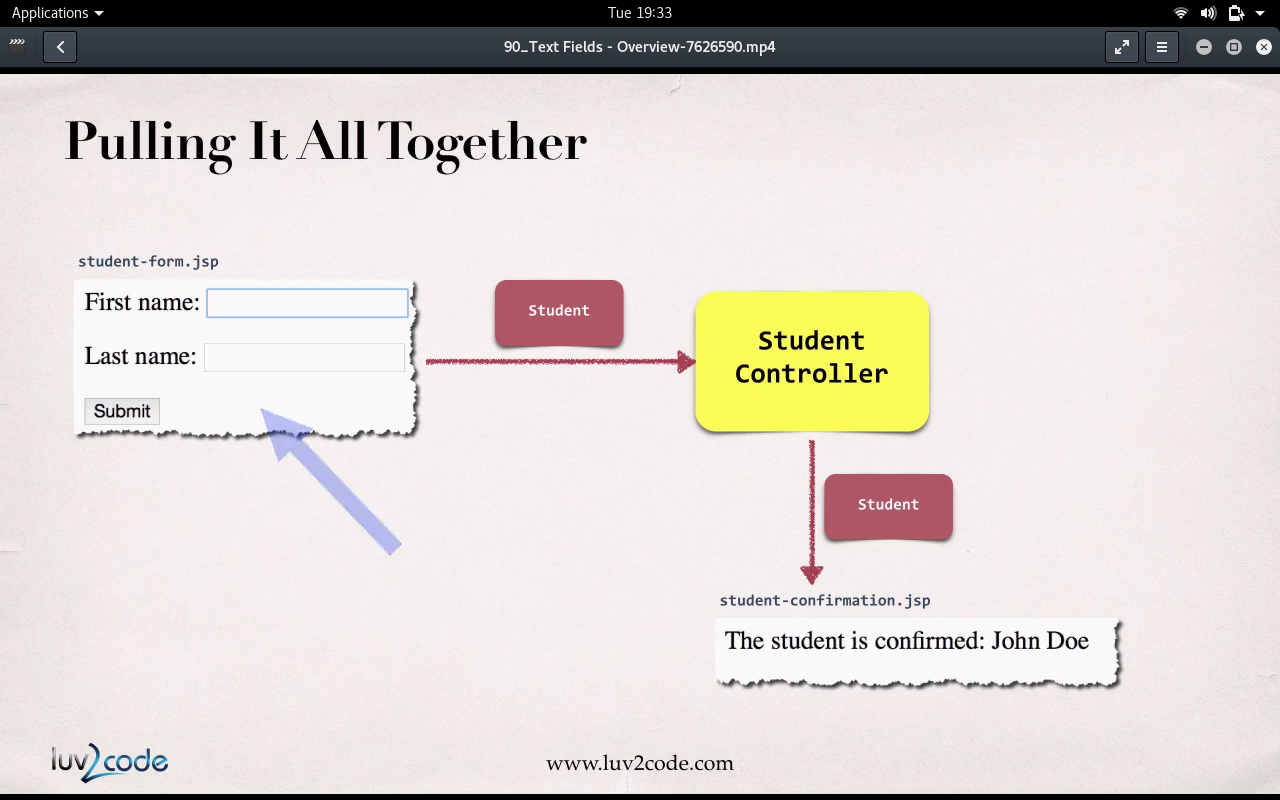 Applications
Tue 19:33
90_Text Fields - Overview-7626590.mp4
Pulling It All Together
student-form.jsp
First name:
Last name:
Submit
Student
Student
Controller
Student
student-confirmation.jsp
The student is confirmed: John Doe
luv2code
www.luv2code.com